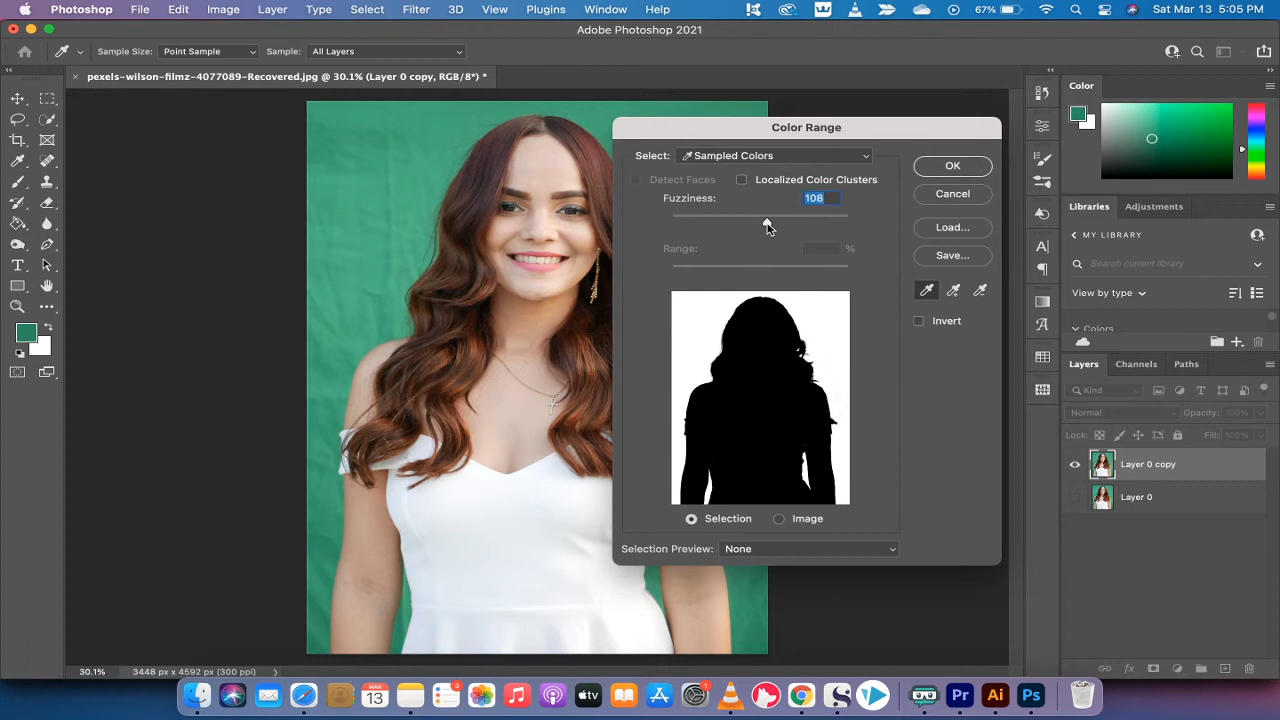 Photoshop File Edit Image Layer Type Select Filter 3D View Plugins Window Help 67% Sat Mar 13 5:05 PM
Adobe Photoshop 2021
Sample Size: Point Sample Sample: All Layers
× pexels-wilson-filmz-4077089-Recovered.jpg @ 30.1% (Layer 0 copy, RGB/8*) *
Color
Color Range
Select: Sampled Colors
OK
Detect Faces Localized Color Clusters
Cancel
Fuzziness: 108
Libraries Adjustments
Load...
MY LIBRARY
Range: %
Save...
Search current library
View by type
Invert
Colors
Layers Channels Paths
Kind
Normal Opacity: 100%
Lock: Fill: 100%
Layer 0 copy
Layer 0
Selection Image
Selection Preview: None
30.1% 3448 px x 4592 px (300 ppi)
MAR
13
3
tv
1
Pr
Ai
Ps